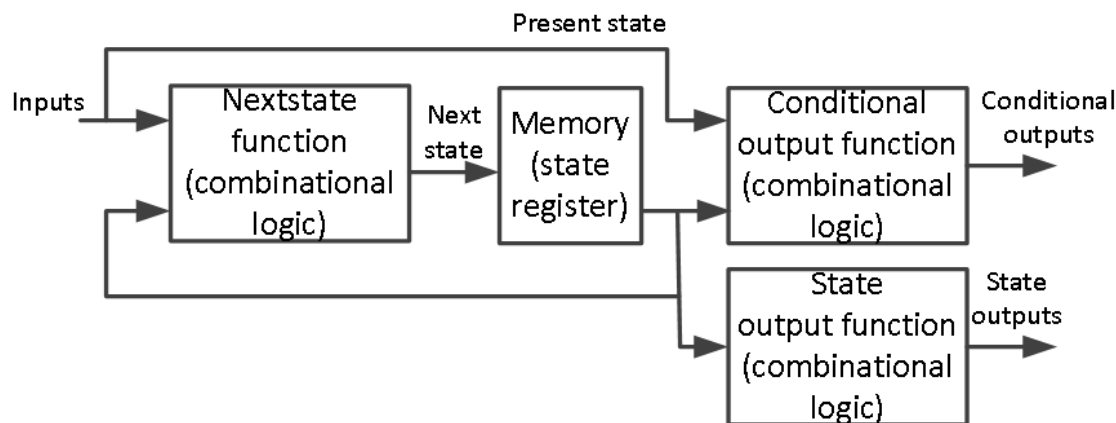 Present state
Inputs
Nextstate
function
(combinational
logic)
Next
state
Memory
(state
register)
Conditional
output function
(combinational
logic)
Conditional
outputs
State
output function
(combinational
logic)
State
outputs